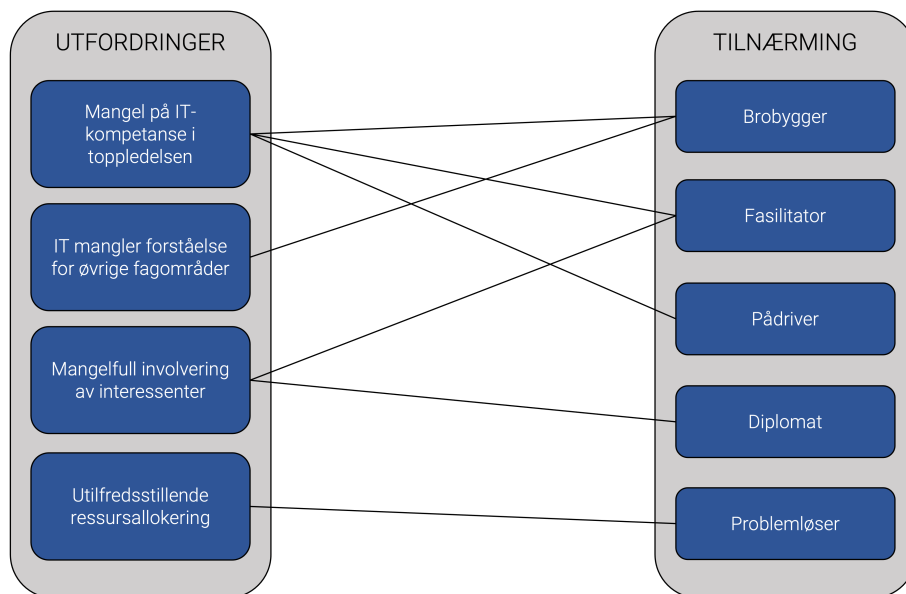 UTFORDRINGER
Mangel på IT-
kompetanse i
toppledelsen
IT mangler forståelse
for øvrige fagområder
Mangelfull involvering
av interessenter
Utilfredsstillende
ressursallokering
TILNÆRMING
Brobygger
Fasilitator
Pådriver
Diplomat
Problemløser